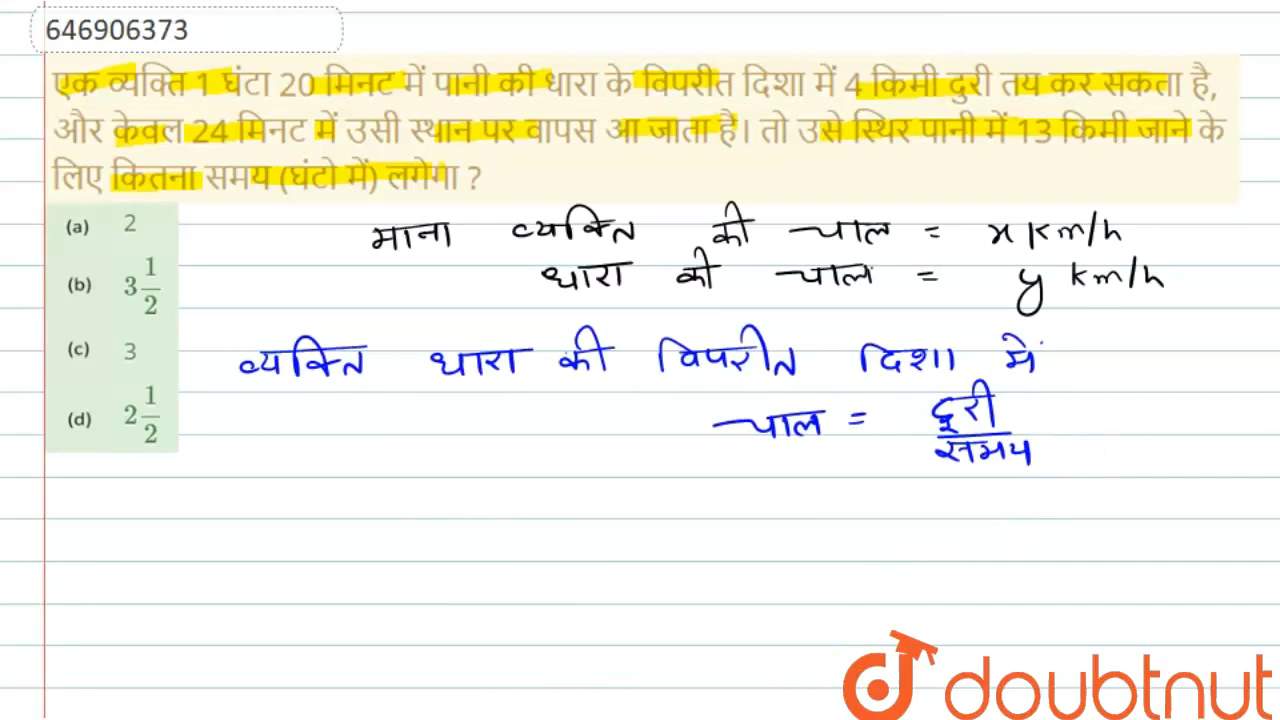 646906373
एक व्यक्ति 1 घंटा 20 मिनट में पानी की धारा के विपरीत दिशा में 4 किमी दुरी तय कर सकता है,
और केवल 24 मिनट में उसी स्थान पर वापस आ जाता है। तो उसे स्थिर पानी में 13 किमी जाने के
लिए कितना समय (घंटो में) लगेगा ?
(a) 2
(b) 3 1/2
(c) 3
(d) 2 1/2
माना व्यक्ति की चाल = x km/h
धारा की चाल = y km/h
व्यक्ति धारा की विपरीत दिशा में
चाल = दूरी/समय
doubtnut